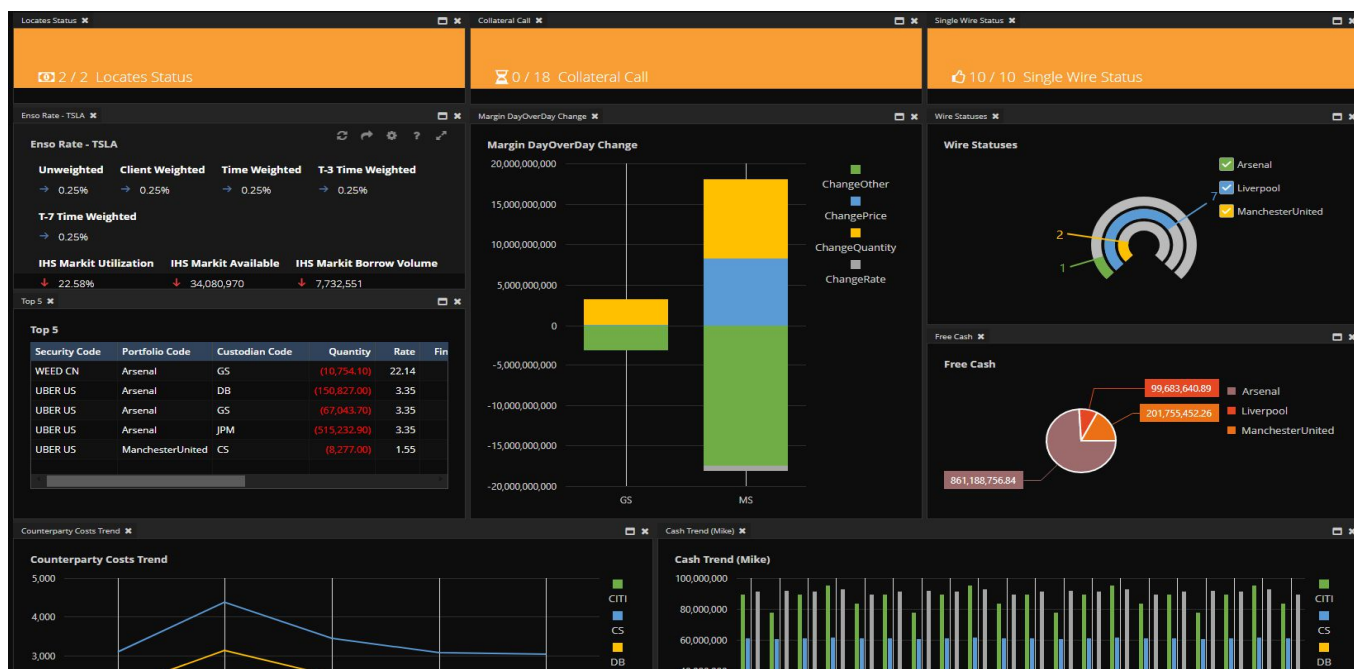 Locates Status
2 / 2 Locates Status
Collateral Call
0 / 18 Collateral Call
Single Wire Status
10 / 10 Single Wire Status
Enso Rate - TSLA
Enso Rate - TSLA
Unweighted Client Weighted Time Weighted T-3 Time Weighted
0.25% 0.25% 0.25% 0.25%
T-7 Time Weighted
0.25%
IHS Markit Utilization IHS Markit Available IHS Markit Borrow Volume
22.58% 34,080,970 7,732,551
Top 5
Top 5
Security Code Portfolio Code Custodian Code Quantity Rate Fin
WEED CN Arsenal GS (10,754.10) 22.14
UBER US Arsenal DB (150,827.00) 3.35
UBER US Arsenal GS (67,043.70) 3.35
UBER US Arsenal JPM (515,232.90) 3.35
UBER US ManchesterUnited CS (8,277.00) 1.55
Margin DayOverDay Change
Margin DayOverDay Change
20,000,000,000
15,000,000,000
10,000,000,000
5,000,000,000
0
-5,000,000,000
-10,000,000,000
-15,000,000,000
-20,000,000,000
GS MS
ChangeOther
ChangePrice
ChangeQuantity
ChangeRate
Wire Statuses
Wire Statuses
Arsenal
Liverpool
ManchesterUnited
7
2
1
Free Cash
Free Cash
99,683,640.89
201,755,452.26
861,188,756.84
Arsenal
Liverpool
ManchesterUnited
Counterparty Costs Trend
Counterparty Costs Trend
5,000
4,000
3,000
CITI
CS
DB
Cash Trend (Mike)
Cash Trend (Mike)
100,000,000
80,000,000
60,000,000
CITI
CS
DB